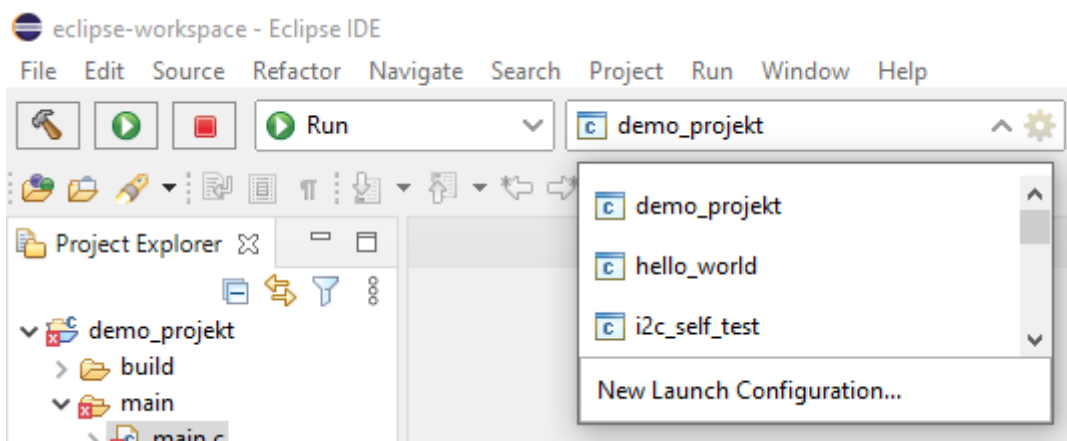 eclipse-workspace - Eclipse IDE
File Edit Source Refactor Navigate Search Project Run Window Help
Run demo_projekt
demo_projekt
Project Explorer
hello_world
i2c_self_test
demo_projekt
build
New Launch Configuration...
main
main.c